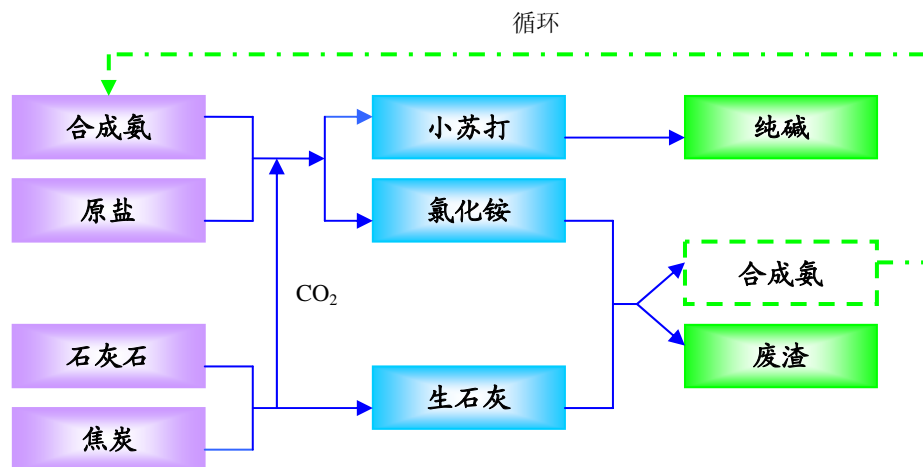 循环
合成氨
小苏打
纯碱
原盐
氯化铵
合成氨
CO₂
石灰石
废渣
生石灰
焦炭